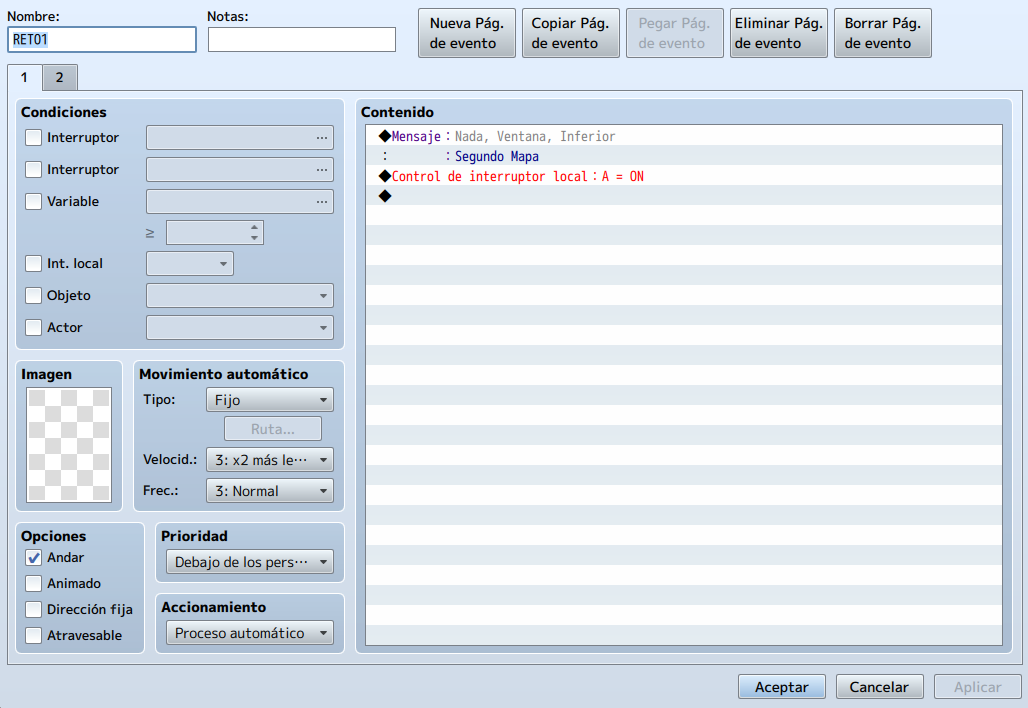 Nombre:
Notas:
RETO1
Nueva Pág. de evento
Copiar Pág. de evento
Pegar Pág. de evento
Eliminar Pág. de evento
Borrar Pág. de evento
1
2
Condiciones
Interruptor
...
Interruptor
...
Variable
...
≥
Int. local
Objeto
Actor
Imagen
Movimiento automático
Tipo:
Fijo
Ruta...
Velocid.:
3: x2 más le...
Frec.:
3: Normal
Opciones
Andar
Animado
Dirección fija
Atravesable
Prioridad
Debajo de los pers...
Accionamiento
Proceso automático
Contenido
◆Mensaje：Nada, Ventana, Inferior
：　　　：Segundo Mapa
◆Control de interruptor local：A = ON
◆
Aceptar
Cancelar
Aplicar